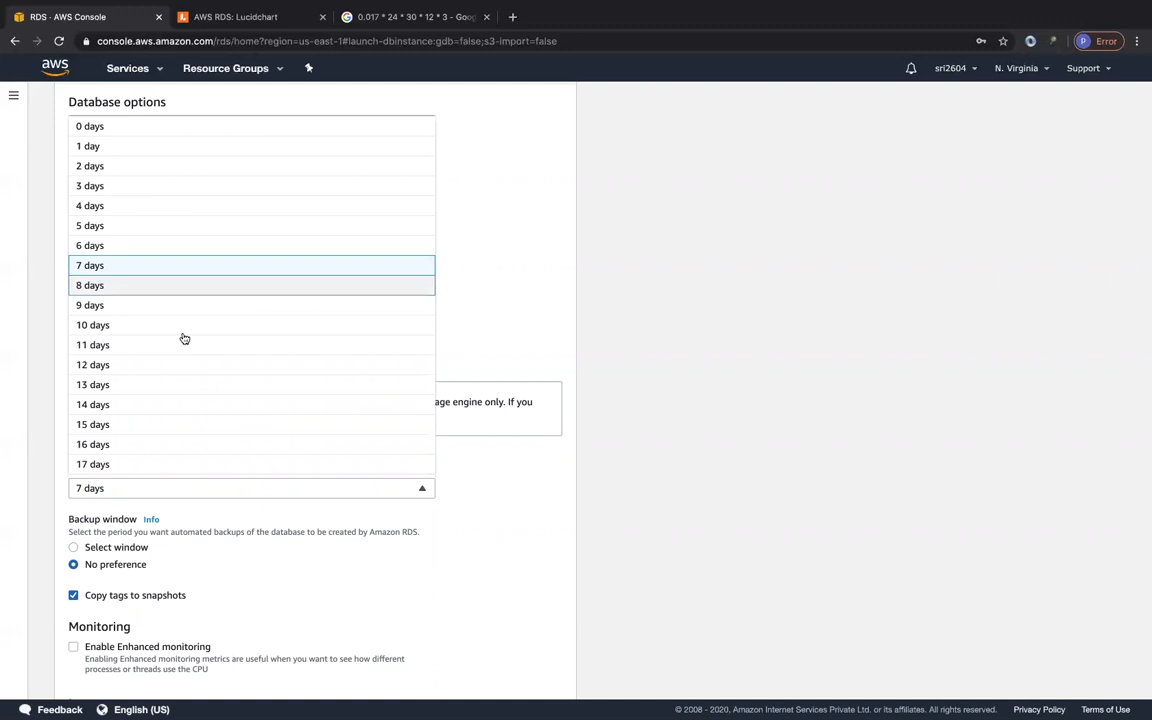 RDS · AWS Console
AWS RDS: Lucidchart
0.017 * 24 * 30 * 12 * 3 - Goo
console.aws.amazon.com/rds/home?region=us-east-1#launch-dbinstance:gdb=false;s3-import=false
P Error
aws
Services
Resource Groups
sri2604
N. Virginia
Support
Database options
0 days
1 day
2 days
3 days
4 days
5 days
6 days
7 days
8 days
9 days
10 days
11 days
12 days
13 days
14 days
15 days
16 days
17 days
age engine only. If you
7 days
Backup window Info
Select the period you want automated backups of the database to be created by Amazon RDS.
Select window
No preference
Copy tags to snapshots
Monitoring
Enable Enhanced monitoring
Enabling Enhanced monitoring metrics are useful when you want to see how different
processes or threads use the CPU
Feedback
English (US)
© 2008 - 2020, Amazon Internet Services Private Ltd. or its affiliates. All rights reserved.
Privacy Policy
Terms of Use